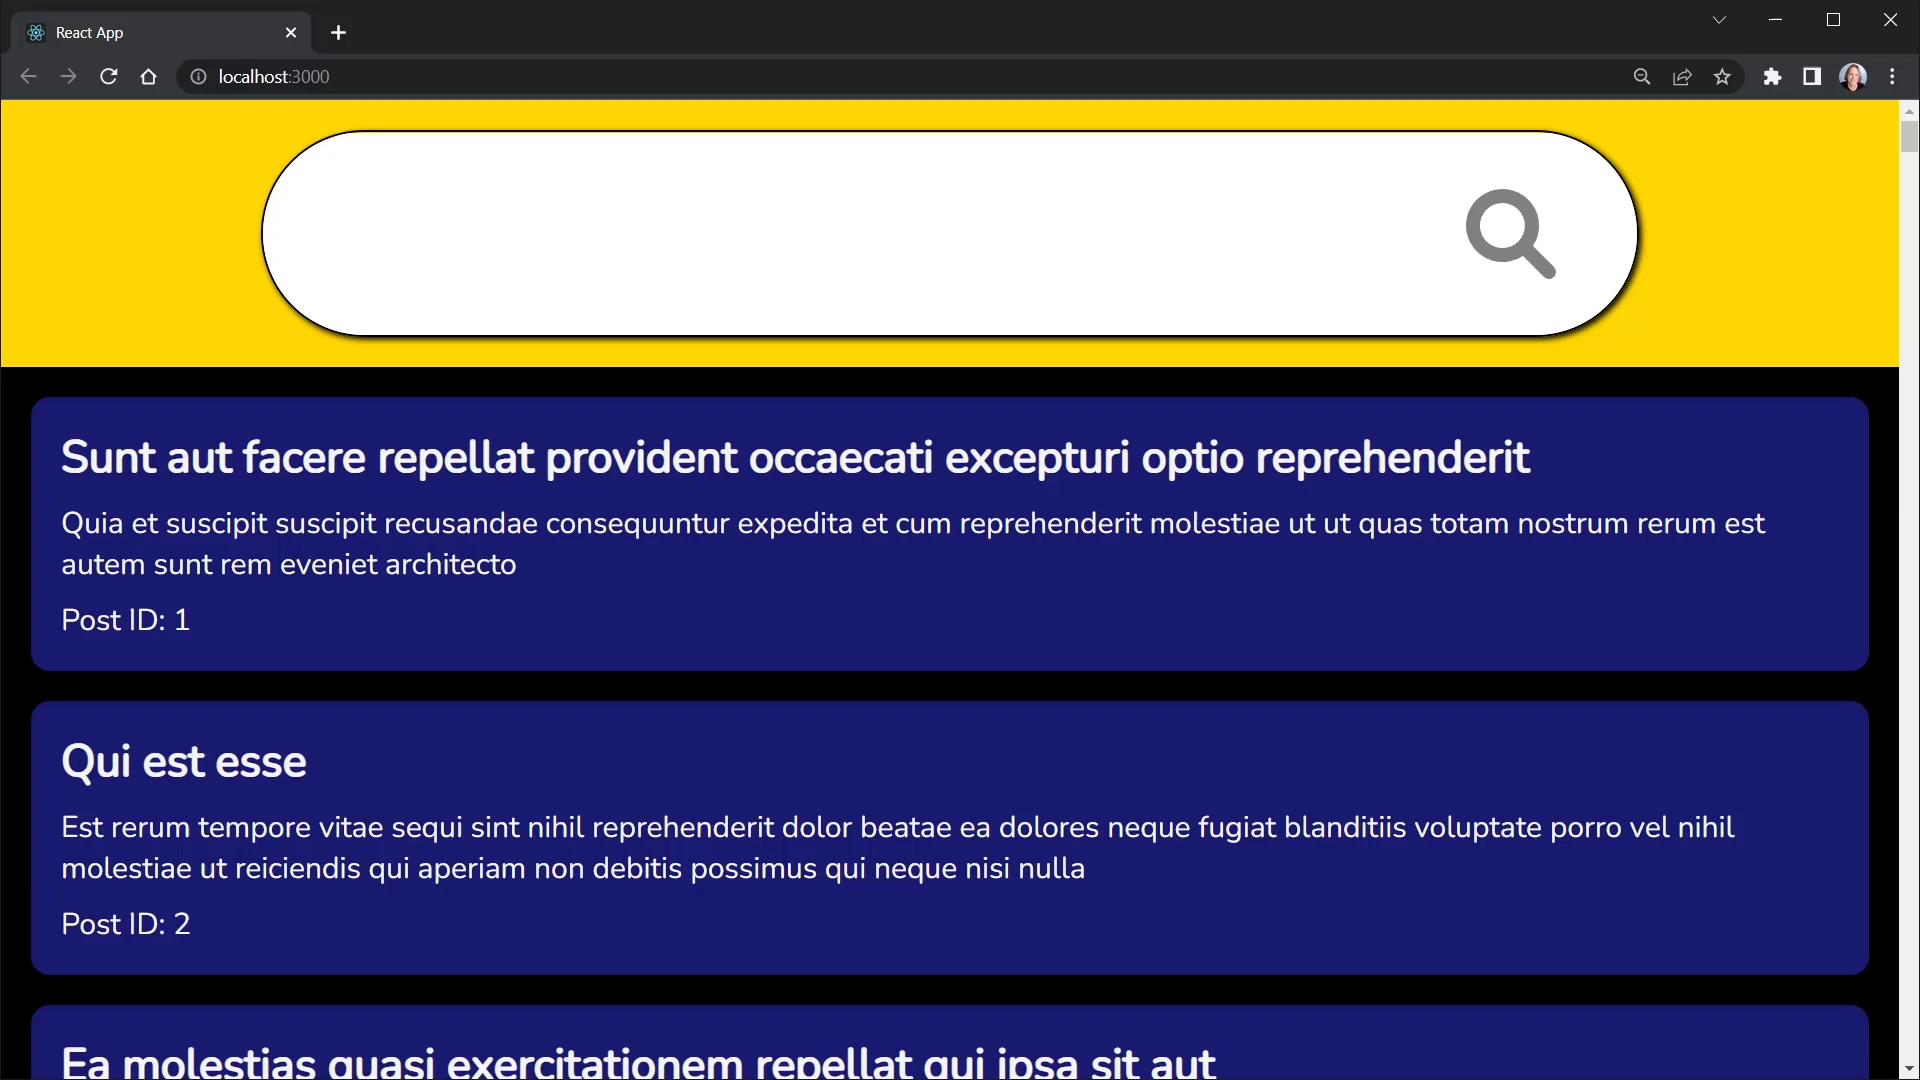 React App
localhost:3000
Sunt aut facere repellat provident occaecati excepturi optio reprehenderit
Quia et suscipit suscipit recusandae consequuntur expedita et cum reprehenderit molestiae ut ut quas totam nostrum rerum est
autem sunt rem eveniet architecto
Post ID: 1
Qui est esse
Est rerum tempore vitae sequi sint nihil reprehenderit dolor beatae ea dolores neque fugiat blanditiis voluptate porro vel nihil
molestiae ut reiciendis qui aperiam non debitis possimus qui neque nisi nulla
Post ID: 2
Ea molestias quasi exercitationem repellat qui ipsa sit aut